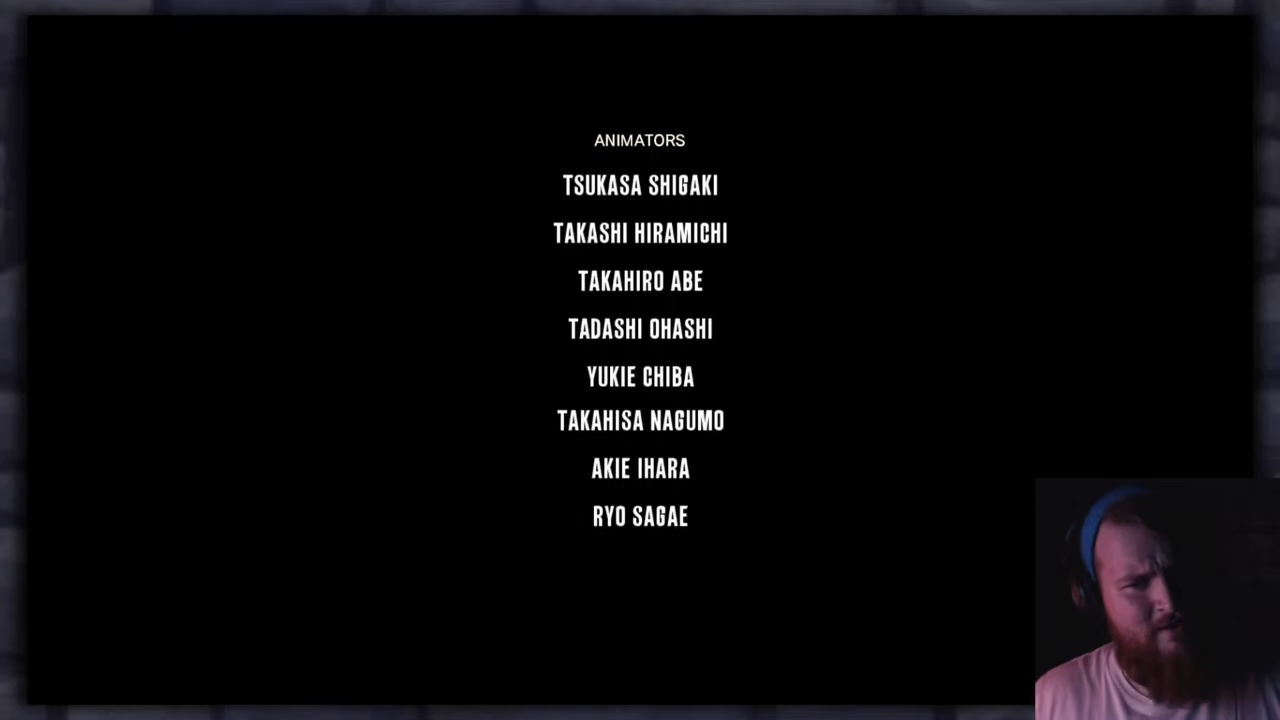 ANIMATORS
TSUKASA SHIGAKI
TAKASHI HIRAMICHI
TAKAHIRO ABE
TADASHI OHASHI
YUKIE CHIBA
TAKAHISA NAGUMO
AKIE IHARA
RYO SAGAE